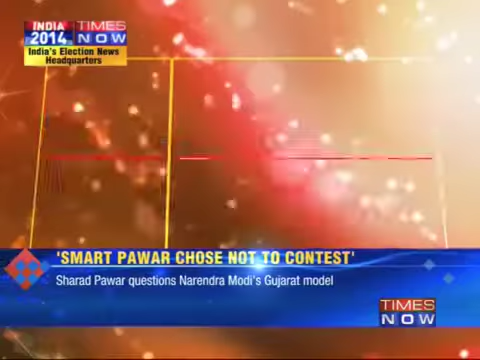 INDIA
2014
TIMES
NOW
India's Election News
Headquarters
'SMART PAWAR CHOSE NOT TO CONTEST'
Sharad Pawar questions Narendra Modi's Gujarat model
TIMES
NOW